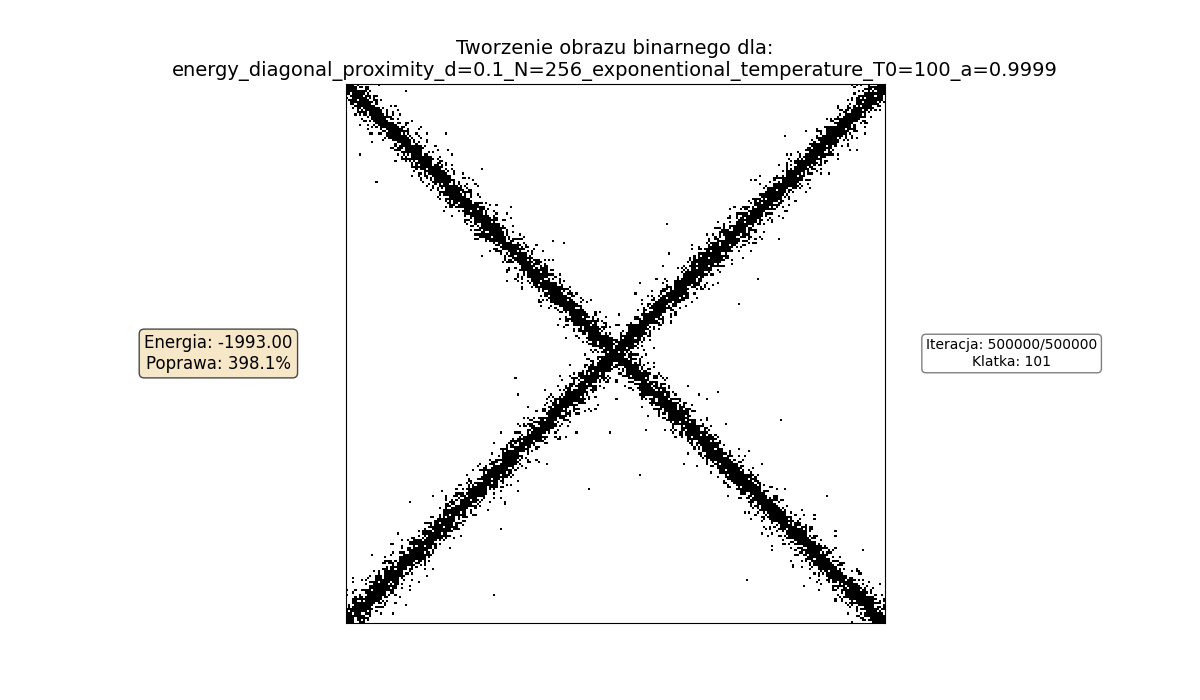 Tworzenie obrazu binarnego dla:
energy_diagonal_proximity_d=0.1_N=256_exponentional_temperature_T0=100_a=0.9999
Energia: -1993.00
Poprawa: 398.1%
Iteracja: 500000/500000
Klatka: 101